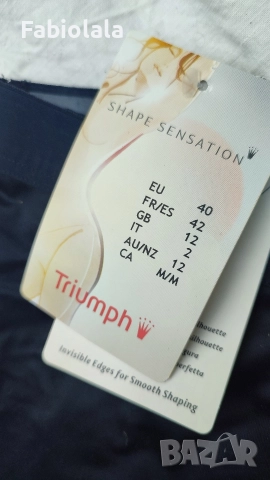 Fabiolala
SHAPE SENSATION
EU 40
FR/ES 42
GB 12
IT 2
AU/NZ 12
CA M/M
Triumph
Invisible Edges for Smooth Shaping
BAZAR